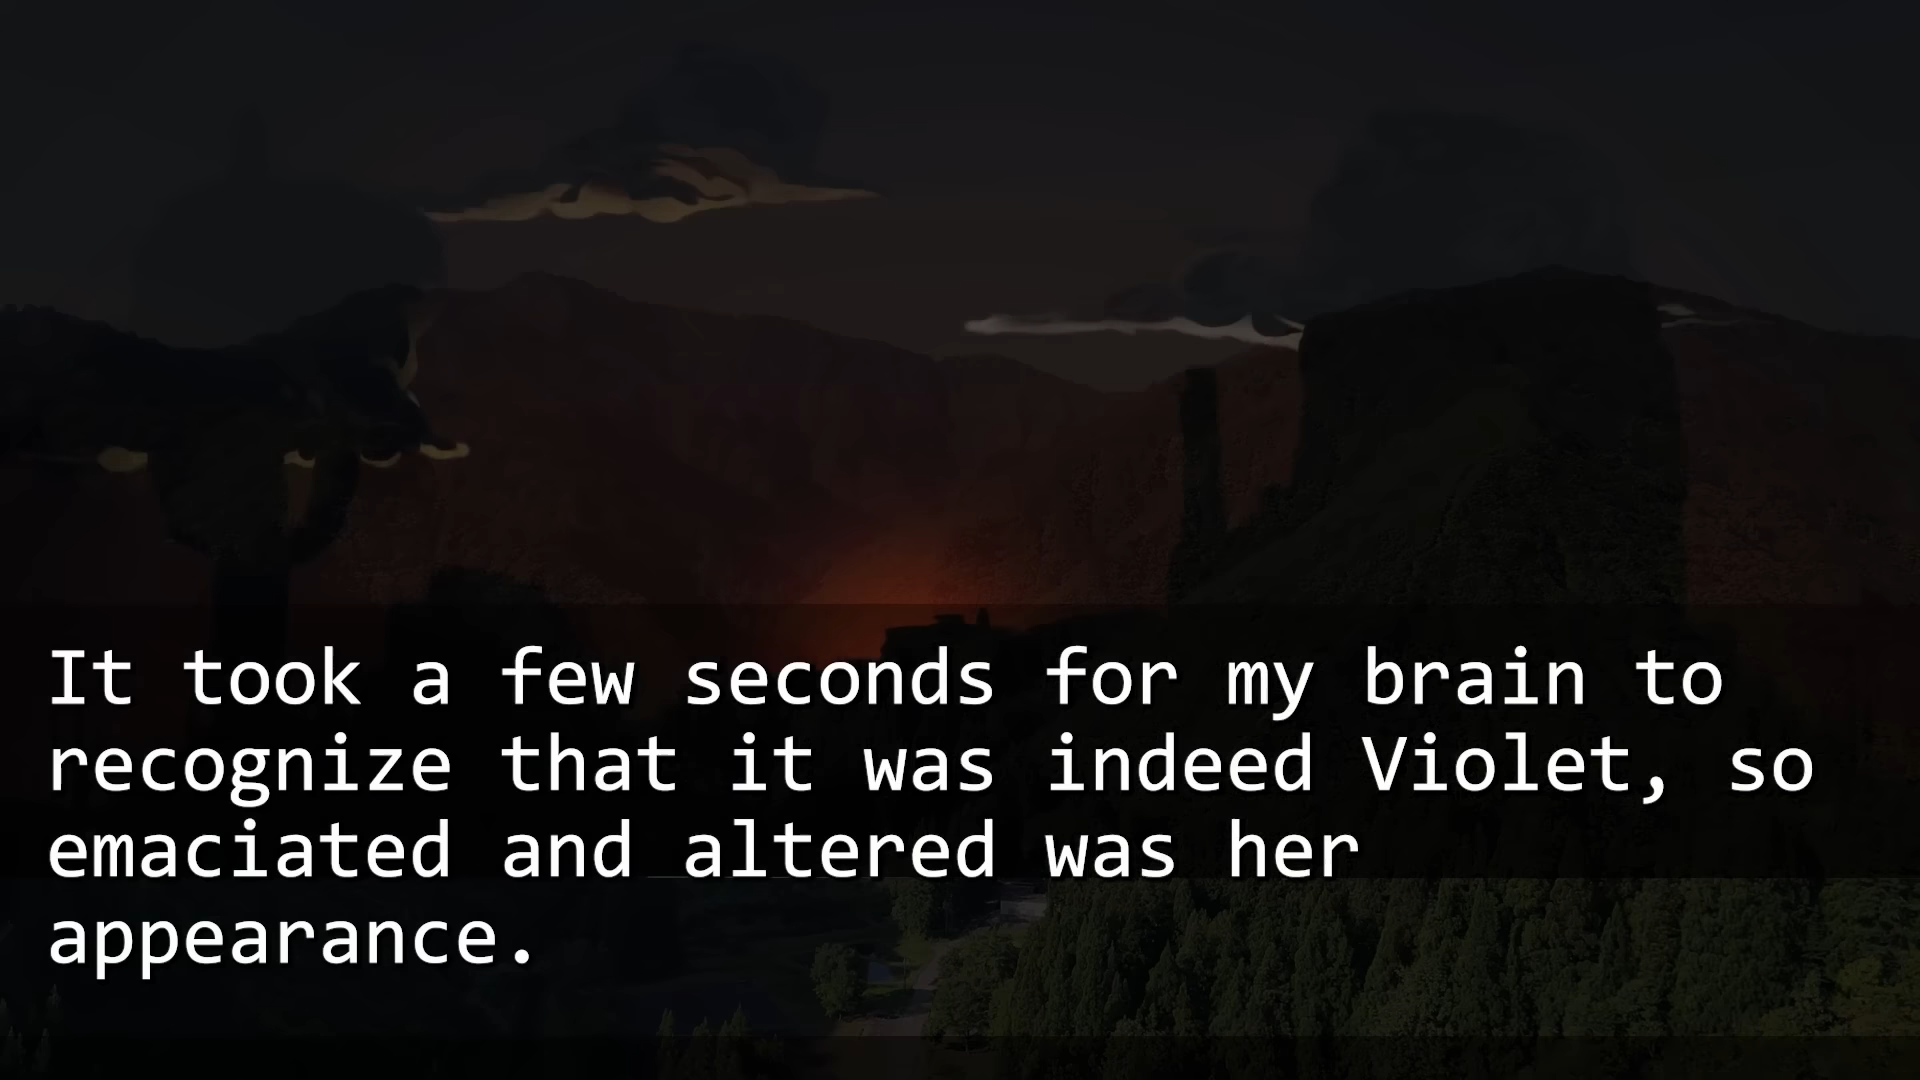 It took a few seconds for my brain to
recognize that it was indeed Violet, so
emaciated and altered was her
appearance.